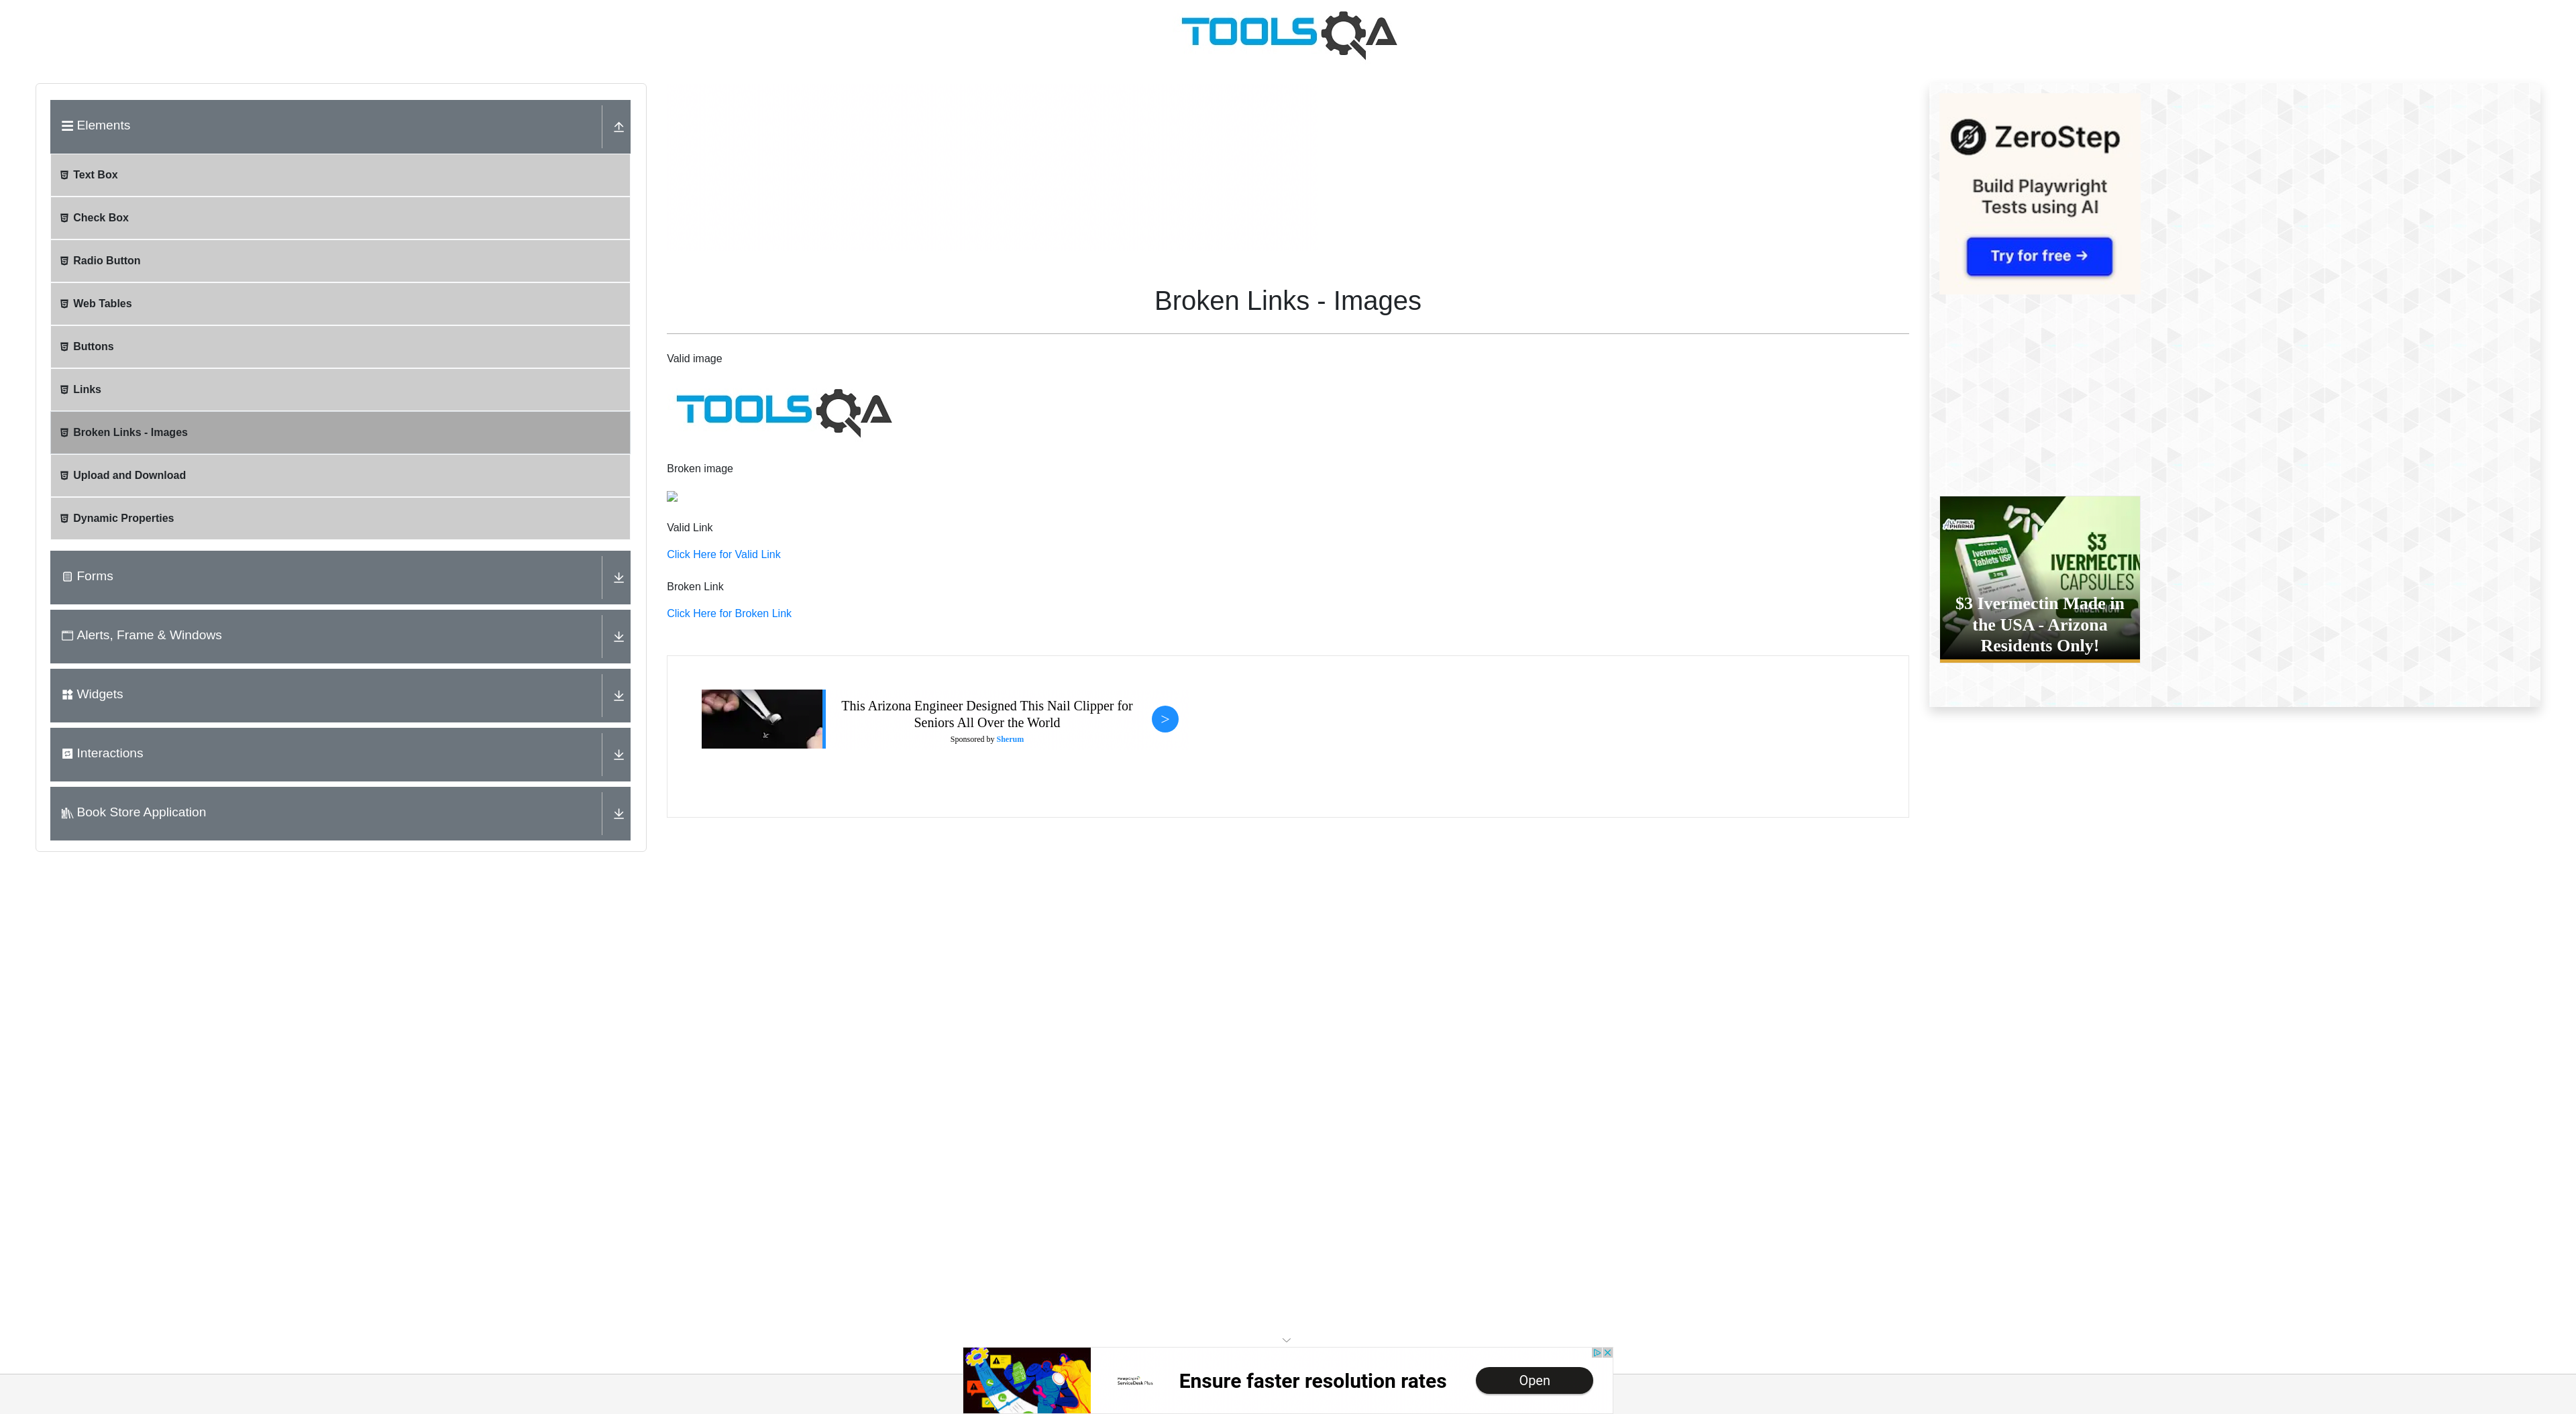 TOOLSQA
Elements
Text Box
Check Box
Radio Button
Web Tables
Buttons
Links
Broken Links - Images
Upload and Download
Dynamic Properties
Forms
Alerts, Frame & Windows
Widgets
Interactions
Book Store Application
Broken Links - Images
Valid image
TOOLSQA
Broken image
Valid Link
Click Here for Valid Link
Broken Link
Click Here for Broken Link
This Arizona Engineer Designed This Nail Clipper for
Seniors All Over the World
Sponsored by Sherum
>
ZeroStep
Build Playwright
Tests using AI
Try for free →
Ivermectin
Tablets USP
$3
IVERMECTIN
CAPSULES
ORDER NOW
$3 Ivermectin Made in
the USA - Arizona
Residents Only!
ServiceDesk Plus
Ensure faster resolution rates
Open